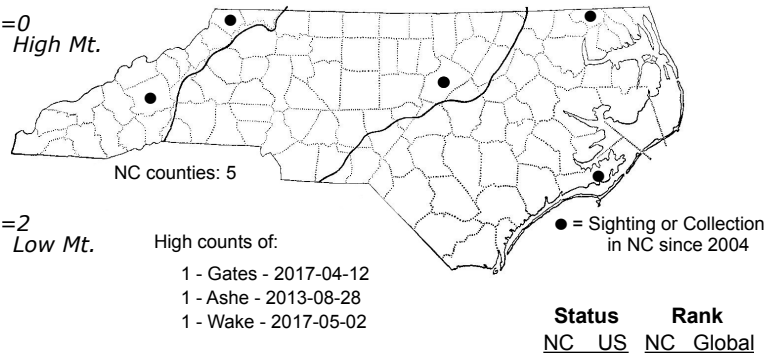 =0
High Mt.
NC counties: 5
=2
Low Mt.
High counts of:
1 - Gates - 2017-04-12
1 - Ashe - 2013-08-28
1 - Wake - 2017-05-02
● = Sighting or Collection
in NC since 2004
Status Rank
NC US NC Global